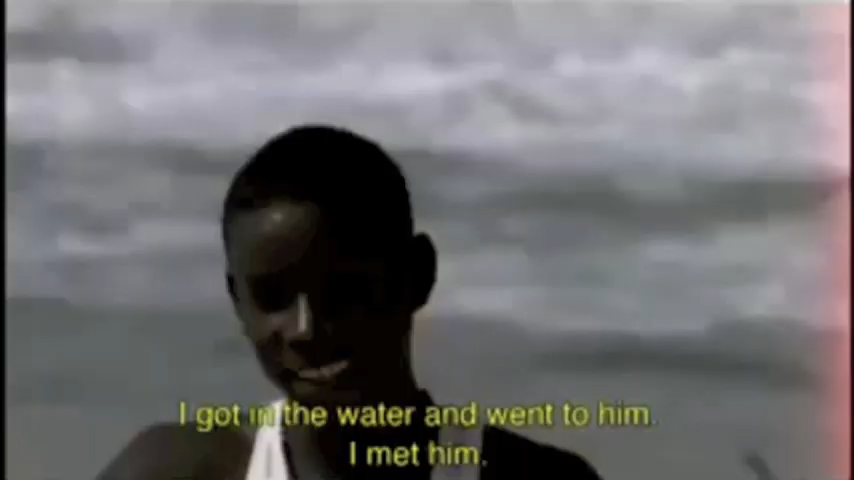 I got in the water and went to him.
I met him.